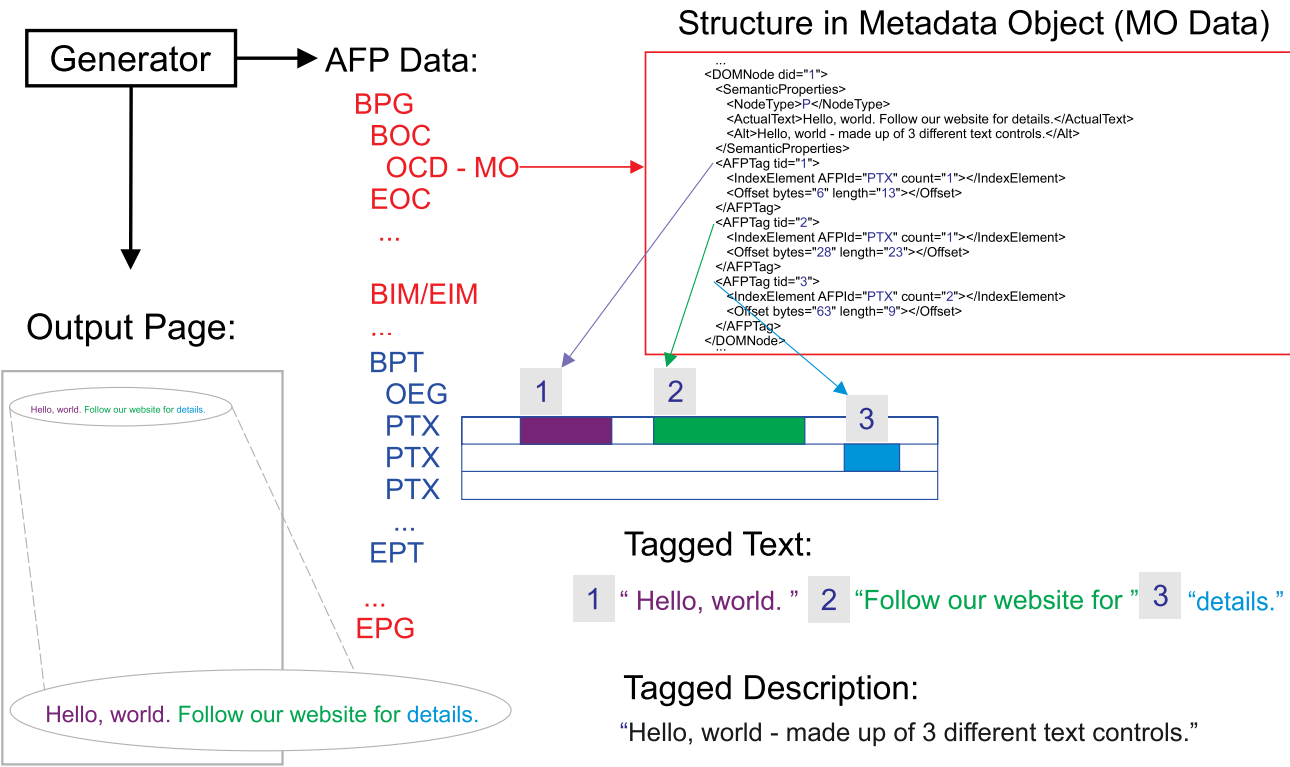 Structure in Metadata Object (MO Data)
Generator
AFP Data:
BPG
BOC
OCD - MO
EOC
...
BIM/EIM
...
BPT
OEG
PTX
PTX
PTX
...
EPT
...
EPG
...
<DOMNode did="1">
<SemanticProperties>
<NodeType>P</NodeType>
<ActualText>Hello, world. Follow our website for details.</ActualText>
<Alt>Hello, world - made up of 3 different text controls.</Alt>
</SemanticProperties>
<AFPTag tid="1">
<IndexElement AFPId="PTX" count="1"></IndexElement>
<Offset bytes="6" length="13"></Offset>
</AFPTag>
<AFPTag tid="2">
<IndexElement AFPId="PTX" count="1"></IndexElement>
<Offset bytes="28" length="23"></Offset>
</AFPTag>
<AFPTag tid="3">
<IndexElement AFPId="PTX" count="2"></IndexElement>
<Offset bytes="63" length="9"></Offset>
</AFPTag>
</DOMNode>
...
1
2
3
Output Page:
Hello, world. Follow our website for details.
Hello, world. Follow our website for details.
Tagged Text:
1 “ Hello, world. ” 2 “Follow our website for ” 3 “details.”
Tagged Description:
“Hello, world - made up of 3 different text controls.”